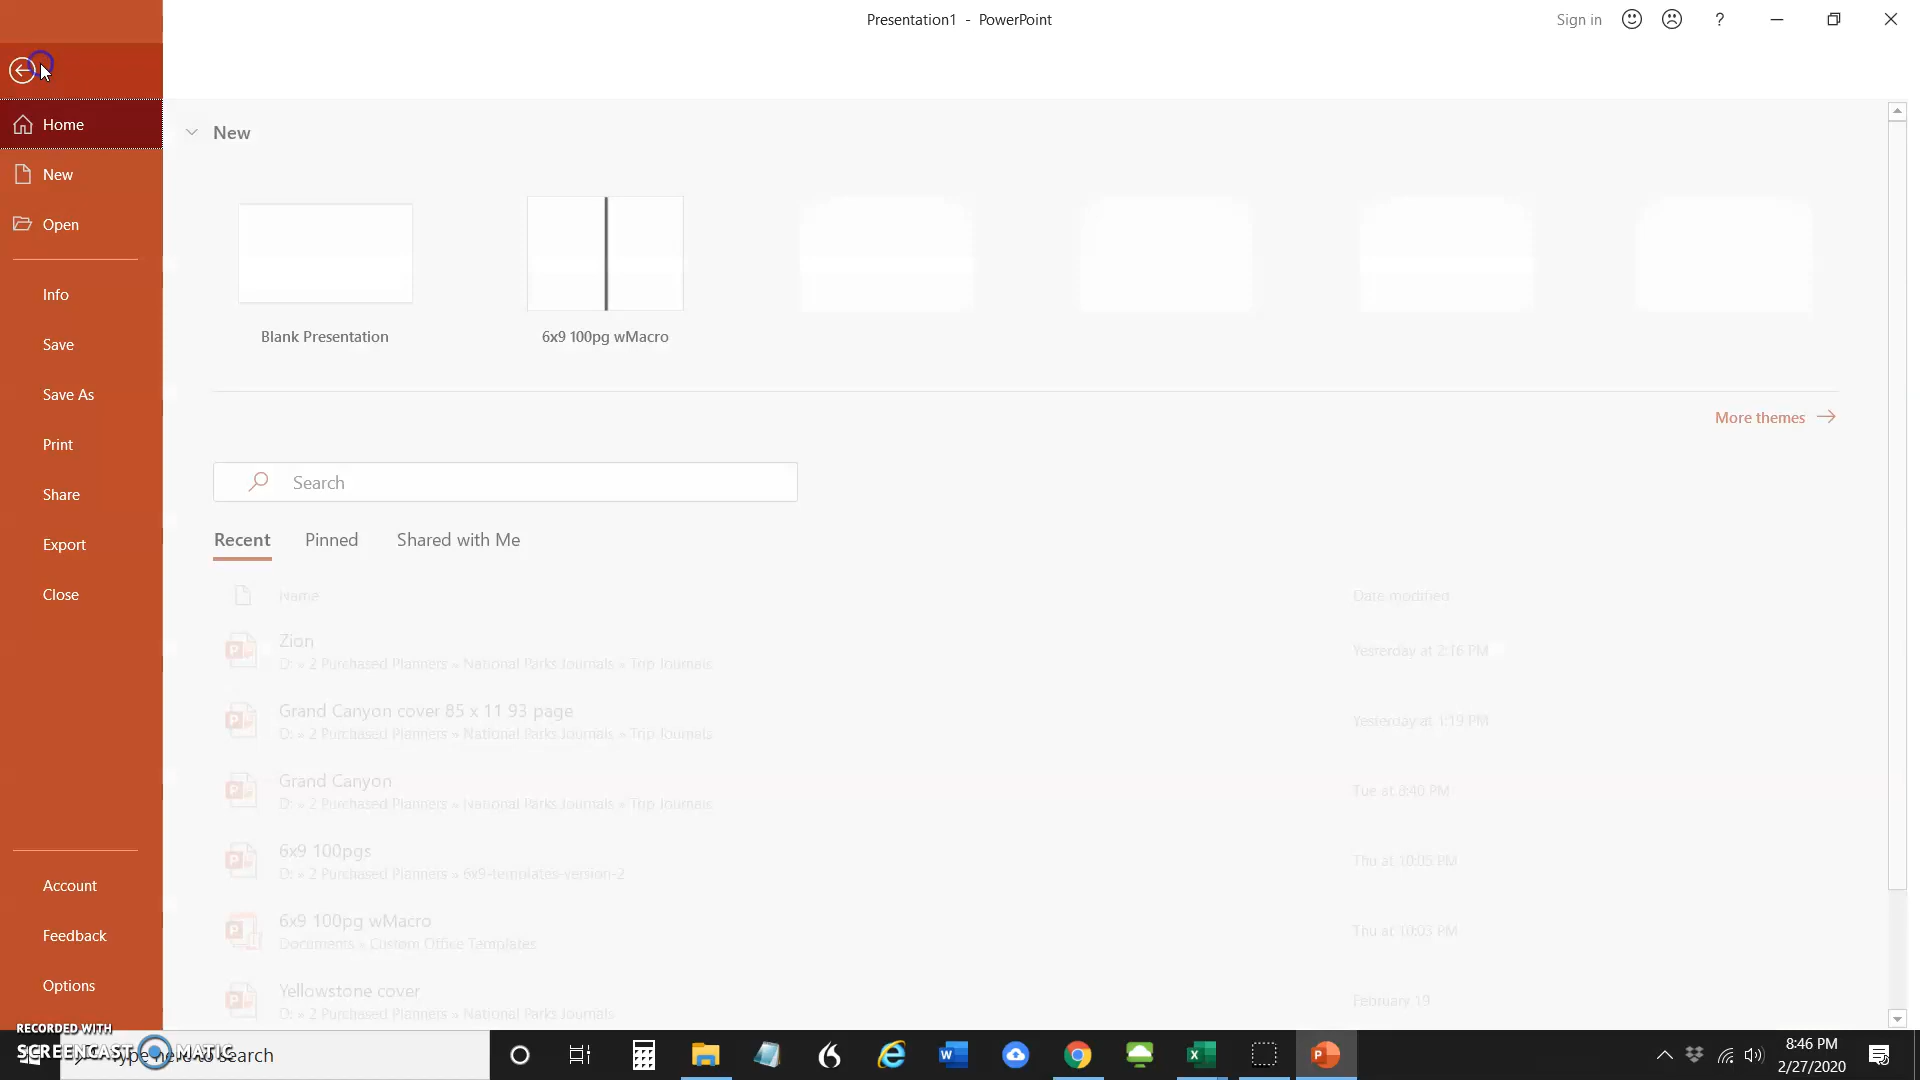 Presentation1 - PowerPoint
Sign in
?
Home
New
Open
Info
Save
Save As
Print
Share
Export
Close
Account
Feedback
Options
New
Blank Presentation
6x9 100pg wMacro
More themes
Search
Recent Pinned Shared with Me
Name Date modified
Zion
D: » 2 Purchased Planners » National Parks Journals » Trip Journals
Yesterday at 2:16 PM
Grand Canyon cover 85 x 11 93 page
D: » 2 Purchased Planners » National Parks Journals » Trip Journals
Yesterday at 1:19 PM
Grand Canyon
D: » 2 Purchased Planners » National Parks Journals » Trip Journals
Tue at 8:40 PM
6x9 100pgs
D: » 2 Purchased Planners » 6x9-templates-version-2
Thu at 10:05 PM
6x9 100pg wMacro
Documents » Custom Office Templates
Thu at 10:03 PM
Yellowstone cover
D: » 2 Purchased Planners » National Parks Journals
February 19
RECORDED WITH
SCREENCAST MATIC
Type here to search
8:46 PM
2/27/2020